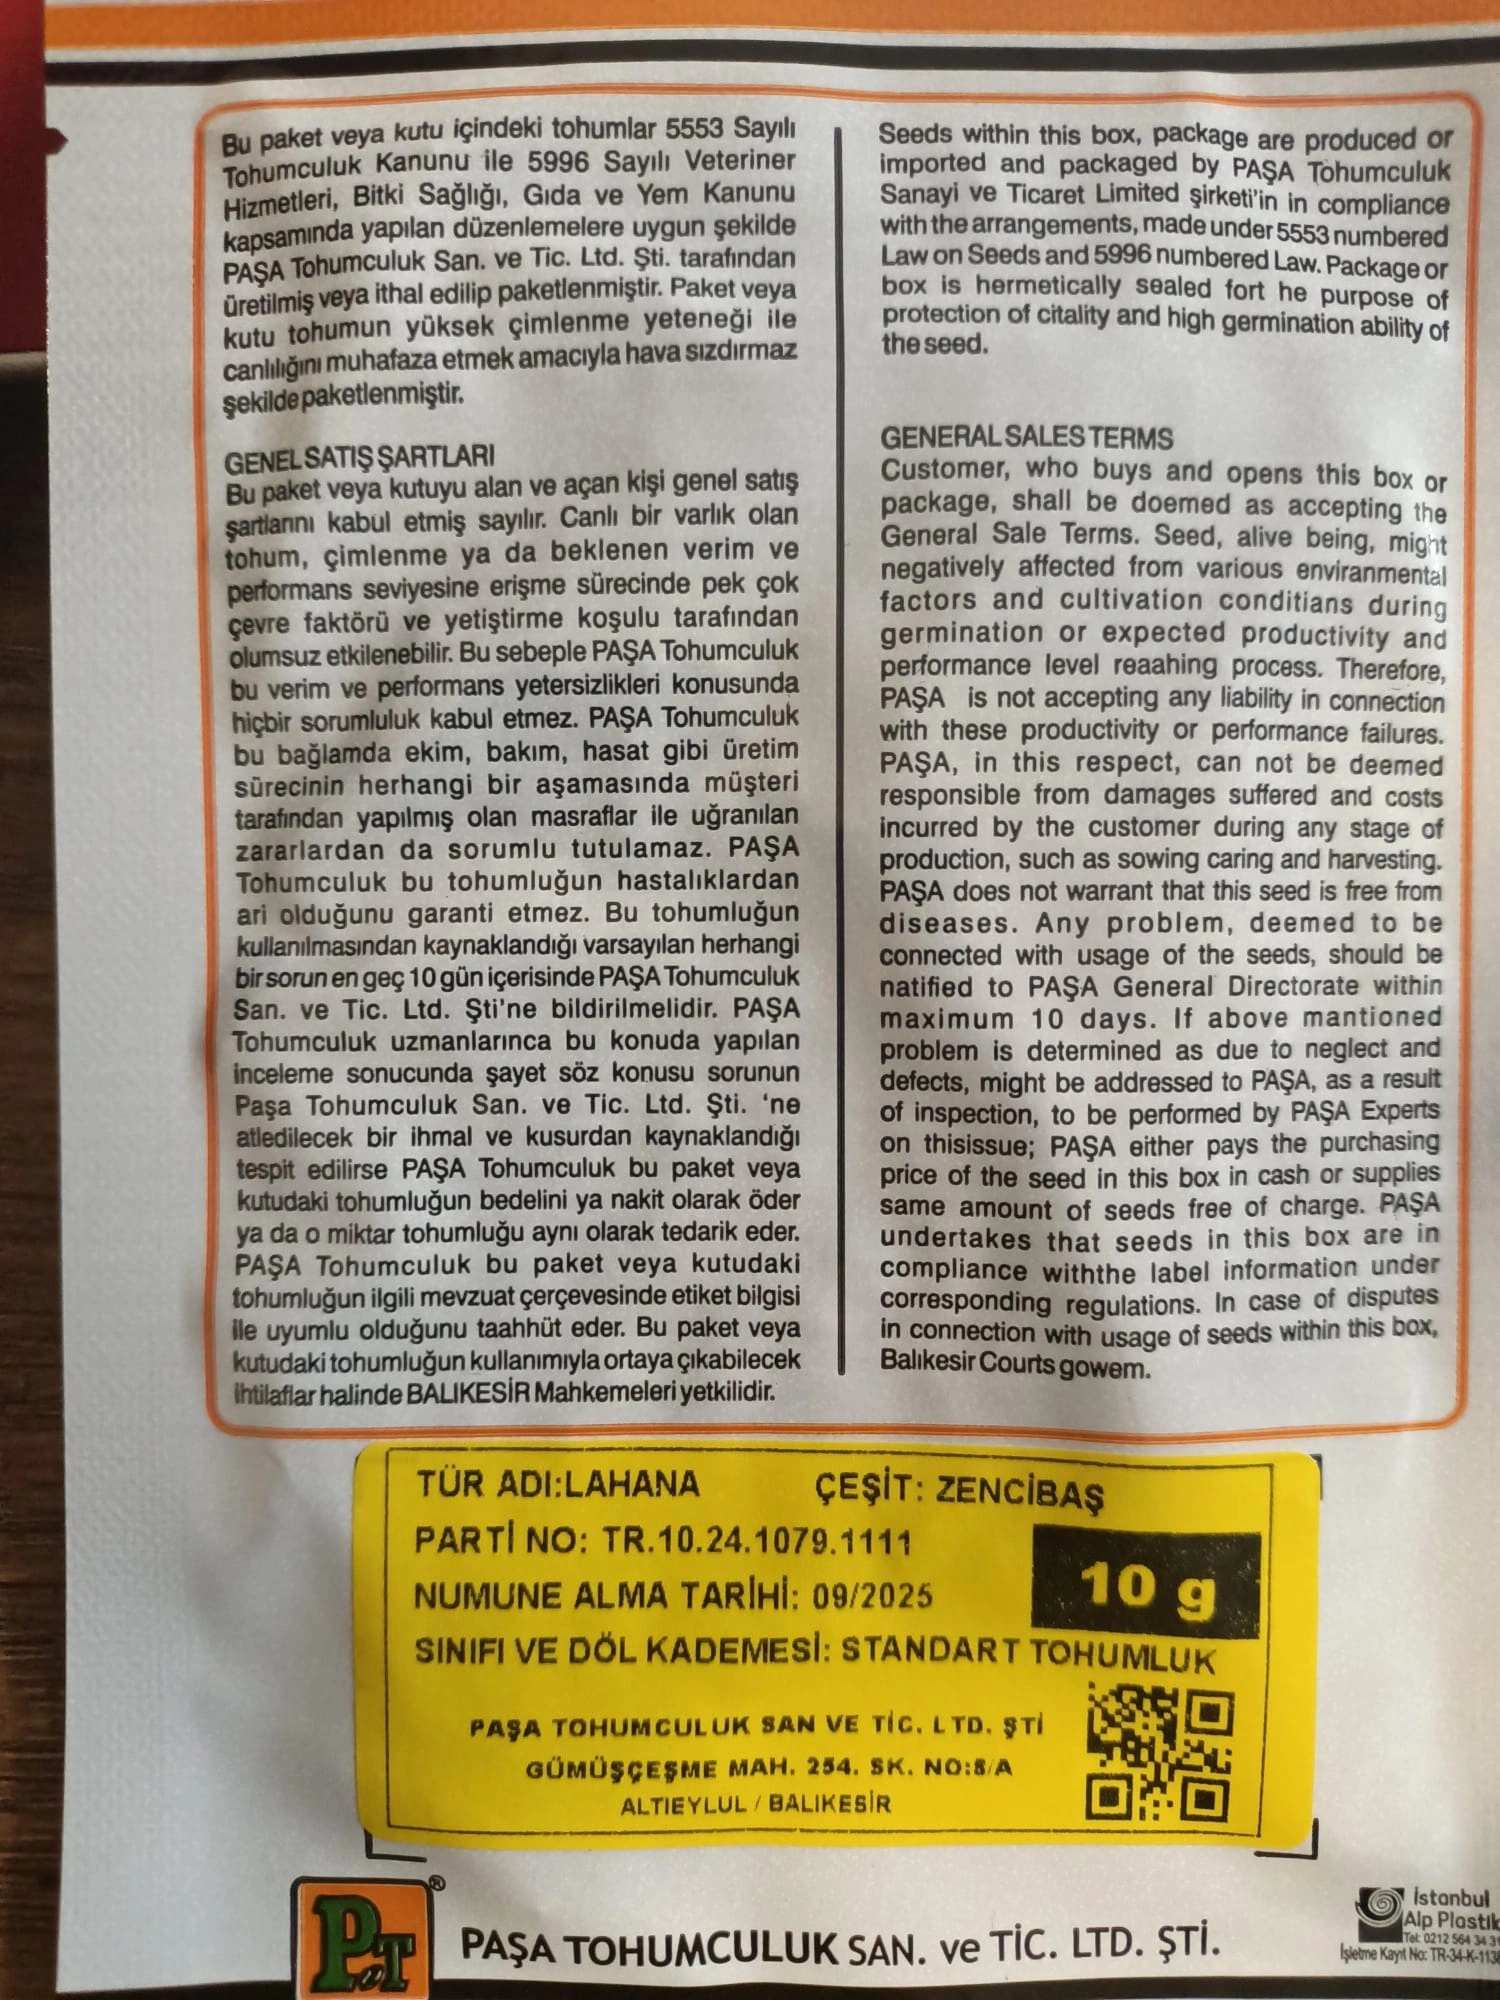 Bu paket veya kutu içindeki tohumlar 5553 Sayılı
Tohumculuk Kanunu ile 5996 Sayılı Veteriner
Hizmetleri, Bitki Sağlığı, Gıda ve Yem Kanunu
kapsamında yapılan düzenlemelere uygun şekilde
PAŞA Tohumculuk San. ve Tic. Ltd. Şti. tarafından
üretilmiş veya ithal edilip paketlenmiştir. Paket veya
kutu tohumun yüksek çimlenme yeteneği ile
canlılığını muhafaza etmek amacıyla hava sızdırmaz
şekilde paketlenmiştir.
GENEL SATIŞ ŞARTLARI
Bu paket veya kutuyu alan ve açan kişi genel satış
şartlarını kabul etmiş sayılır. Canlı bir varlık olan
tohum, çimlenme ya da beklenen verim ve
performans seviyesine erişme sürecinde pek çok
çevre faktörü ve yetiştirme koşulu tarafından
olumsuz etkilenebilir. Bu sebeple PAŞA Tohumculuk
bu verim ve performans yetersizlikleri konusunda
hiçbir sorumluluk kabul etmez. PAŞA Tohumculuk
bu bağlamda ekim, bakım, hasat gibi üretim
sürecinin herhangi bir aşamasında müşteri
tarafından yapılmış olan masraflar ile uğranılan
zararlardan da sorumlu tutulamaz. PAŞA
Tohumculuk bu tohumluğun hastalıklardan
ari olduğunu garanti etmez. Bu tohumluğun
kullanılmasından kaynaklandığı varsayılan herhangi
bir sorun en geç 10 gün içerisinde PAŞA Tohumculuk
San. ve Tic. Ltd. Şti'ne bildirilmelidir. PAŞA
Tohumculuk uzmanlarınca bu konuda yapılan
inceleme sonucunda şayet söz konusu sorunun
Paşa Tohumculuk San. ve Tic. Ltd. Şti. 'ne
atledilecek bir ihmal ve kusurdan kaynaklandığı
tespit edilirse PAŞA Tohumculuk bu paket veya
kutudaki tohumluğun bedelini ya nakit olarak öder
ya da o miktar tohumluğu aynı olarak tedarik eder.
PAŞA Tohumculuk bu paket veya kutudaki
tohumluğun ilgili mevzuat çerçevesinde etiket bilgisi
ile uyumlu olduğunu taahhüt eder. Bu paket veya
kutudaki tohumluğun kullanımıyla ortaya çıkabilecek
ihtilaflar halinde BALIKESİR Mahkemeleri yetkilidir.
Seeds within this box, package are produced or
imported and packaged by PAŞA Tohumculuk
Sanayi ve Ticaret Limited şirketi'in in compliance
with the arrangements, made under 5553 numbered
Law on Seeds and 5996 numbered Law. Package or
box is hermetically sealed fort he purpose of
protection of citality and high germination ability of
the seed.
GENERAL SALES TERMS
Customer, who buys and opens this box or
package, shall be doemed as accepting the
General Sale Terms. Seed, alive being, might
negatively affected from various enviranmental
factors and cultivation conditians during
germination or expected productivity and
performance level reaahing process. Therefore,
PAŞA is not accepting any liability in connection
with these productivity or performance failures.
PAŞA, in this respect, can not be deemed
responsible from damages suffered and costs
incurred by the customer during any stage of
production, such as sowing caring and harvesting.
PAŞA does not warrant that this seed is free from
diseases. Any problem, deemed to be
connected with usage of the seeds, should be
natified to PAŞA General Directorate within
maximum 10 days. If above mantioned
problem is determined as due to neglect and
defects, might be addressed to PAŞA, as a result
of inspection, to be performed by PAŞA Experts
on thisissue; PAŞA either pays the purchasing
price of the seed in this box in cash or supplies
same amount of seeds free of charge. PAŞA
undertakes that seeds in this box are in
compliance withthe label information under
corresponding regulations. In case of disputes
in connection with usage of seeds within this box,
Balıkesir Courts gowem.
TÜR ADI:LAHANA ÇEŞİT: ZENCİBAŞ
PARTİ NO: TR.10.24.1079.1111
10 g
NUMUNE ALMA TARİHİ: 09/2025
SINIFI VE DÖL KADEMESİ: STANDART TOHUMLUK
PAŞA TOHUMCULUK SAN VE TİC. LTD. ŞTİ
GÜMÜŞÇEŞME MAH. 254. SK. NO:8/A
ALTIEYLUL / BALIKESİR
PT ®
PAŞA TOHUMCULUK SAN. ve TİC. LTD. ŞTİ.
İstanbul
Alp Plastik
Tel: 0212 564 34 31
İşletme Kayıt No: TR-34-K-113